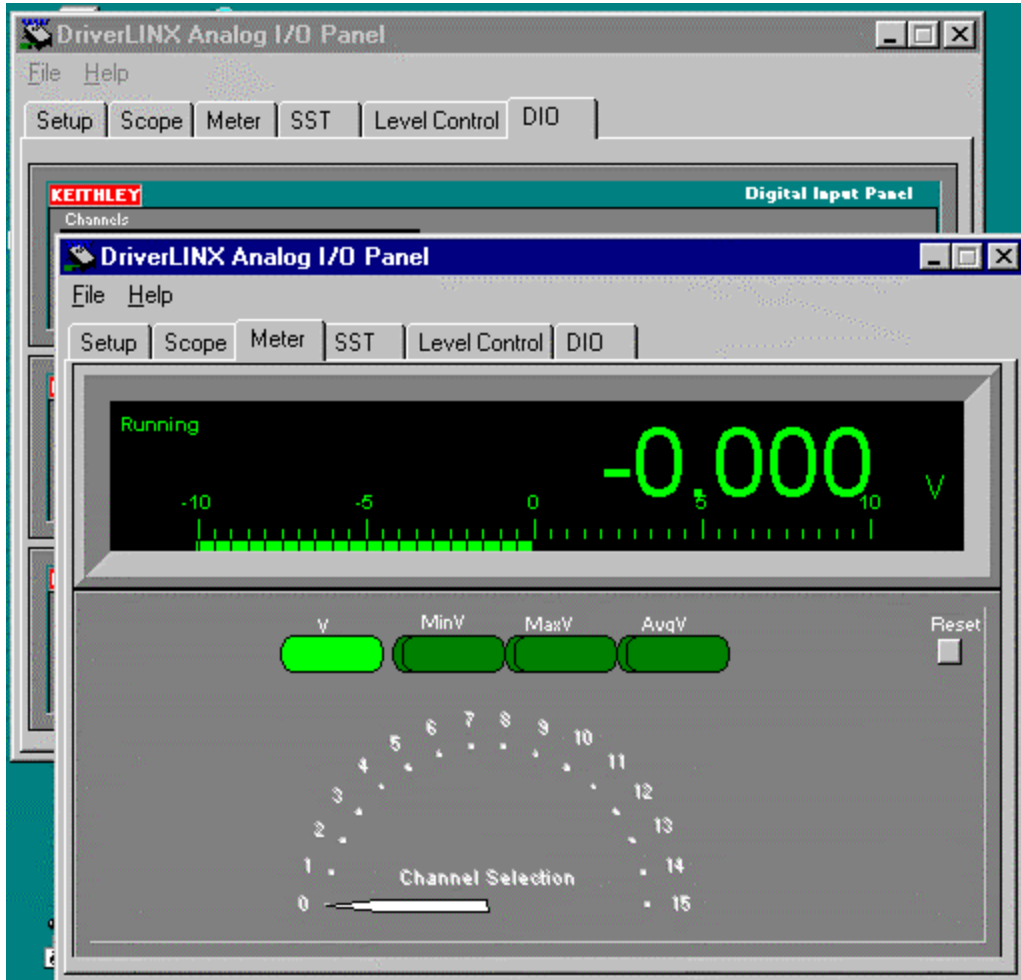 DriverLINX Analog I/O Panel
File Help
Setup Scope Meter SST Level Control DIO
KEITHLEY Digital Input Panel
Channels
DriverLINX Analog I/O Panel
File Help
Setup Scope Meter SST Level Control DIO
Running
-0.000 V
-10 -5 0 5 10
V MinV MaxV AvgV Reset
0 1 2 3 4 5 6 7 8 9 10 11 12 13 14 15
Channel Selection